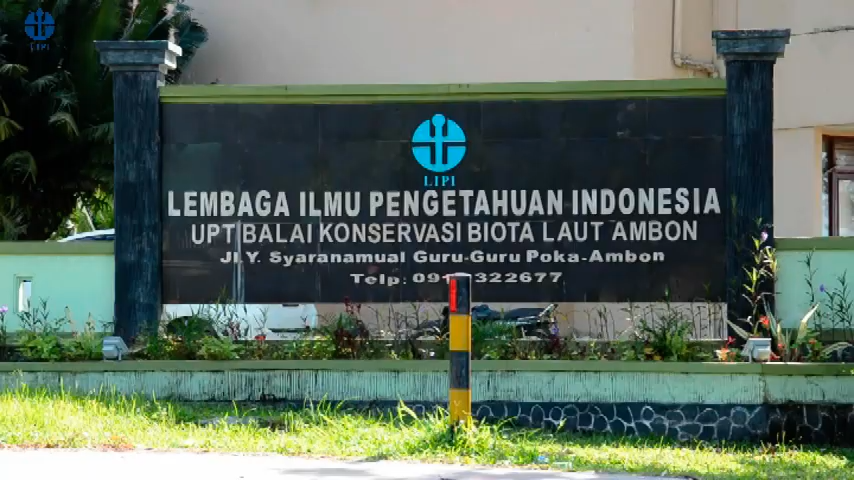 LIPI
LIPI
LEMBAGA ILMU PENGETAHUAN INDONESIA
UPT BALAI KONSERVASI BIOTA LAUT AMBON
Jl.Y. Syaranamual Guru-Guru Poka-Ambon
Telp: 322677